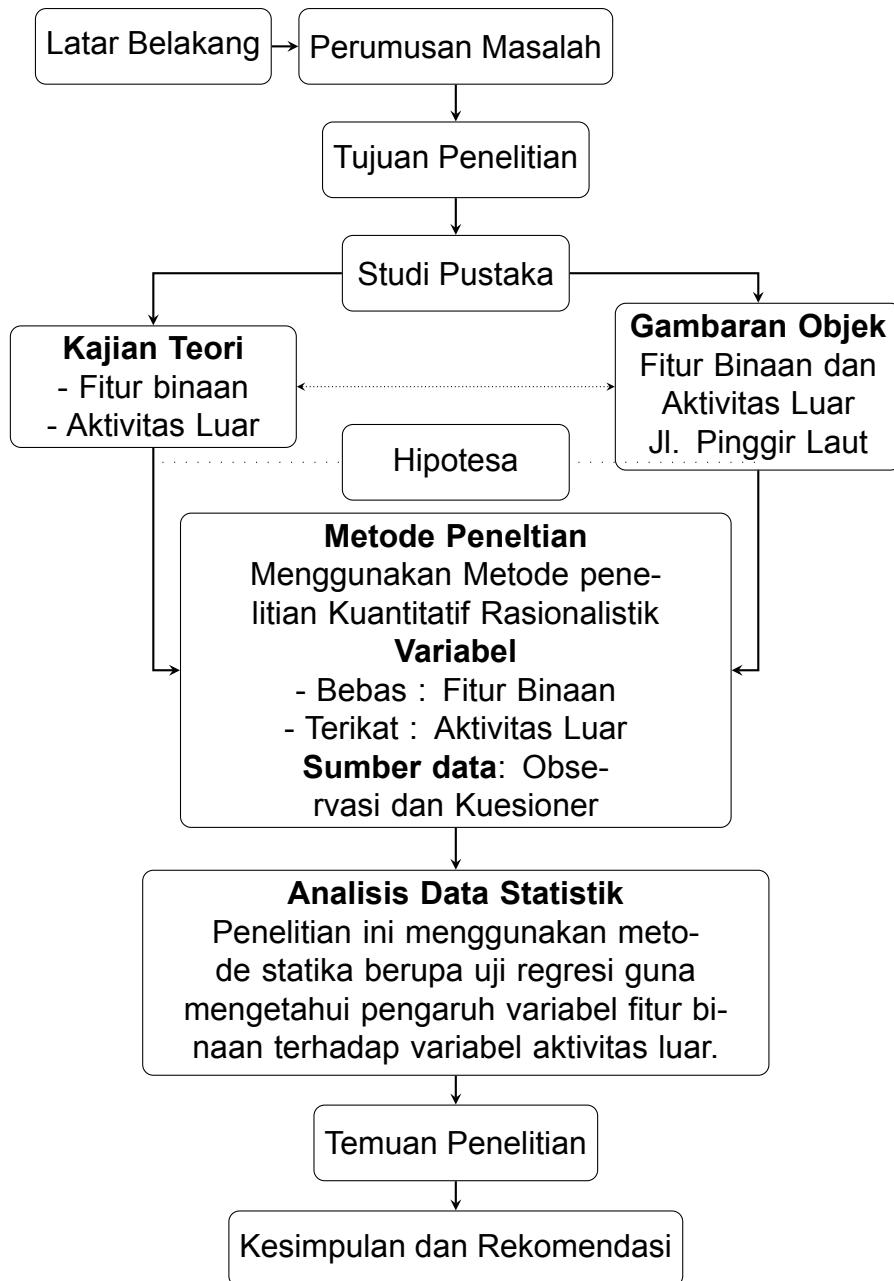 Latar Belakang
Perumusan Masalah
Tujuan Penelitian
Studi Pustaka
Kajian Teori
- Fitur binaan
- Aktivitas Luar
Gambaran Objek
Fitur Binaan dan
Aktivitas Luar
Jl. Pinggir Laut
Hipotesa
Metode Peneltian
Menggunakan Metode pene-
litian Kuantitatif Rasionalistik
Variabel
- Bebas : Fitur Binaan
- Terikat : Aktivitas Luar
Sumber data: Obse-
rvasi dan Kuesioner
Analisis Data Statistik
Penelitian ini menggunakan meto-
de statika berupa uji regresi guna
mengetahui pengaruh variabel fitur bi-
naan terhadap variabel aktivitas luar.
Temuan Penelitian
Kesimpulan dan Rekomendasi